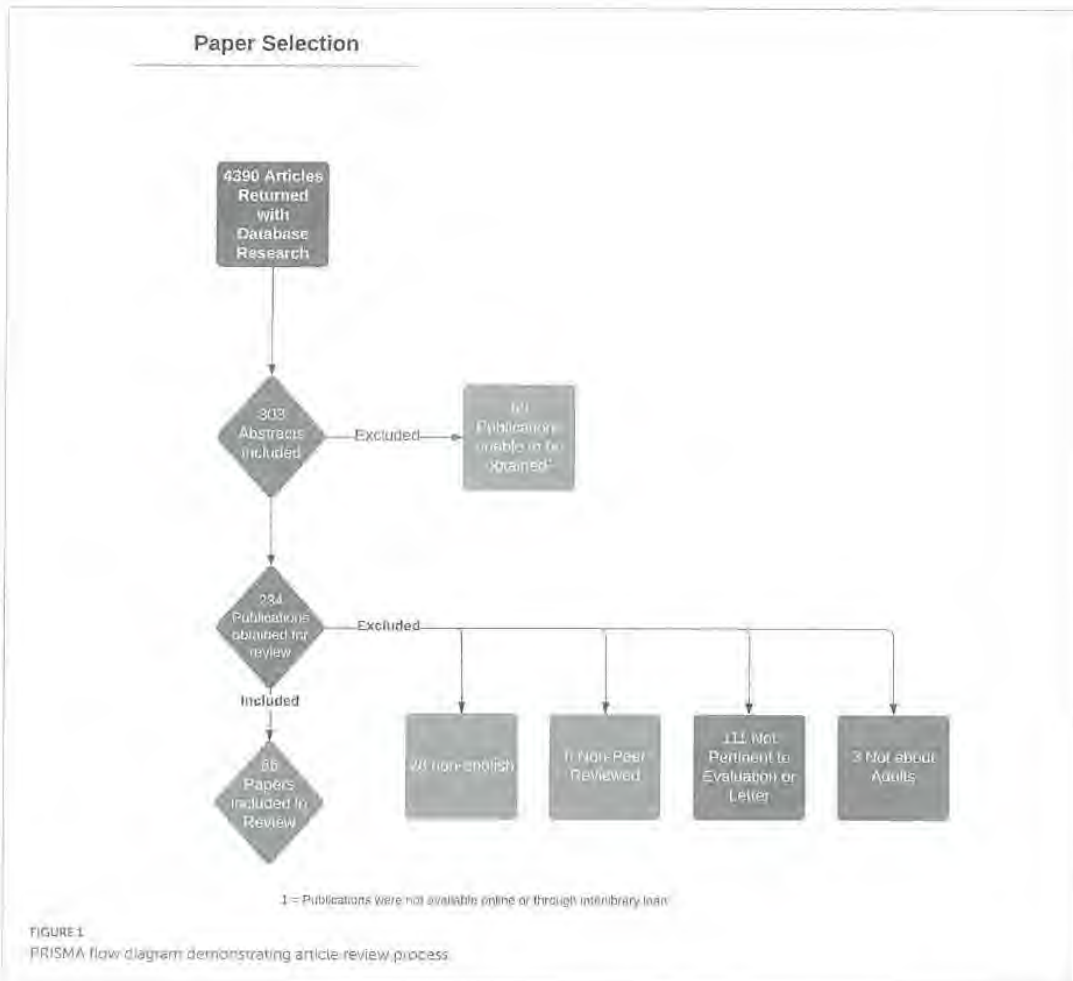 Paper Selection
4390 Articles
Returned
with
Database
Research
303
Abstracts
included
Excluded
Publications
unable to be
obtained
234
Publications
obtained for
review
Excluded
Included
Papers
Included in
Review
non-english
Non-Peer
Reviewed
111 Not
Pertinent to
Evaluation or
Letter
3 Not about
Adults
1 = Publications were not available online or through interlibrary loan
FIGURE 1
PRISMA flow diagram demonstrating article review process.